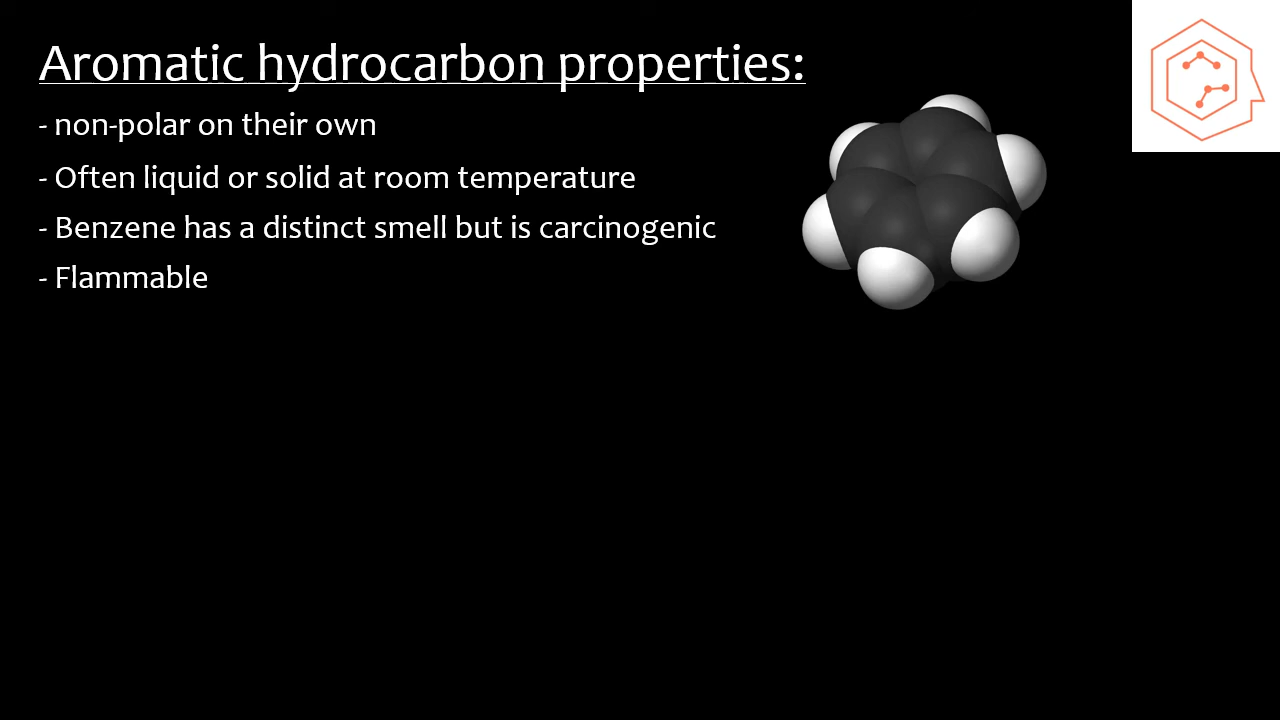 Aromatic hydrocarbon properties:
- non-polar on their own
- Often liquid or solid at room temperature
- Benzene has a distinct smell but is carcinogenic
- Flammable